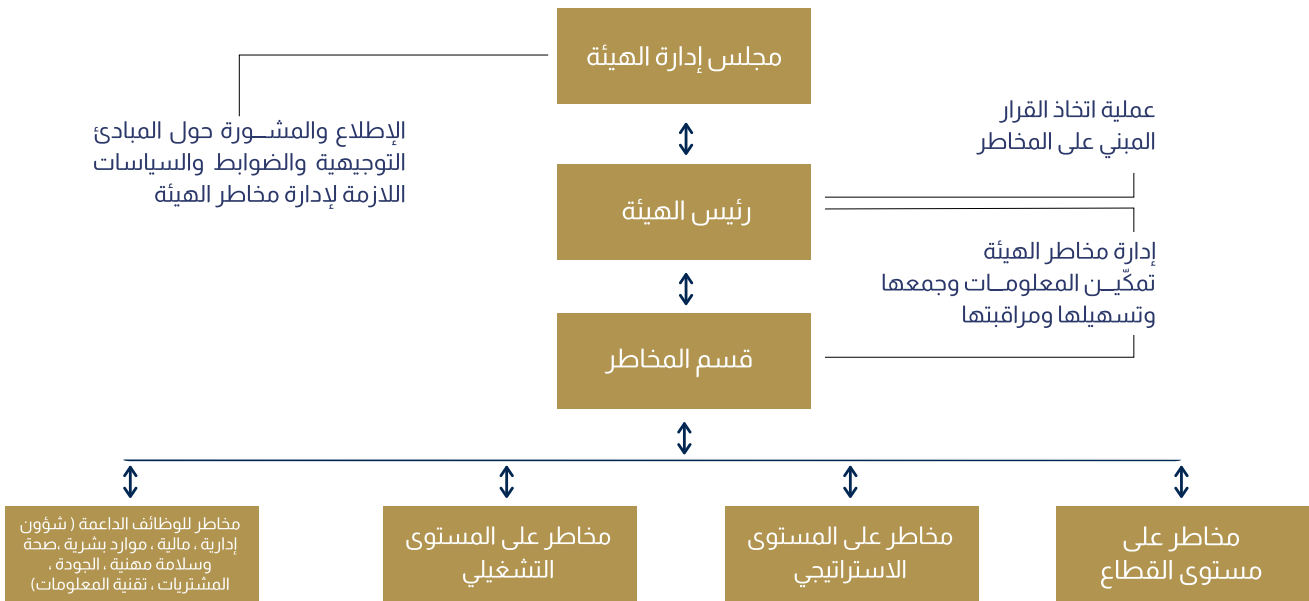 مجلس إدارة الهيئة
عملية اتخاذ القرار
المبني على المخاطر
الإطلاع والمشـــورة حول المبادئ
التوجيهية والضوابط والسياسات
اللازمة لإدارة مخاطر الهيئة
رئيس الهيئة
إدارة مخاطر الهيئة
تمكّيـــن المعلومـــات وجمعها
وتسهيلها ومراقبتها
قسم المخاطر
مخاطر على
مستوى القطاع
مخاطر على المستوى
الاستراتيجي
مخاطر على المستوى
التشغيلي
مخاطر للوظائف الداعمة ( شؤون
إدارية ، مالية ، موارد بشرية ،صحة
وسلامة مهنية ، الجودة ،
المشتريات ، تقنية المعلومات)